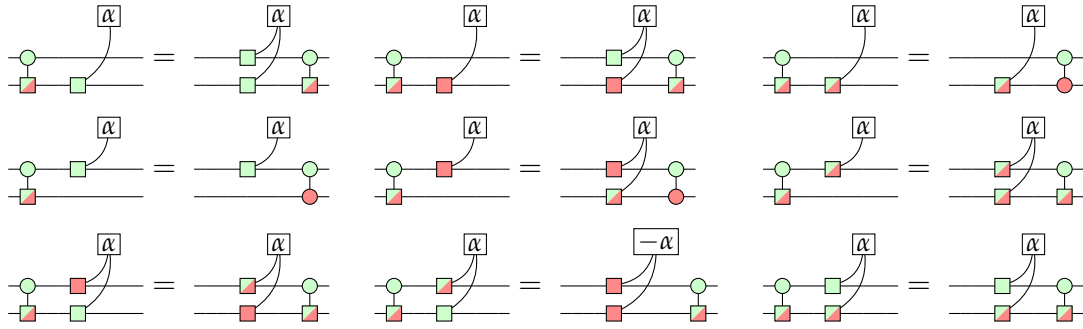 α = α α = α α = α
α = α α = α α = α
α = α α = −α α = α